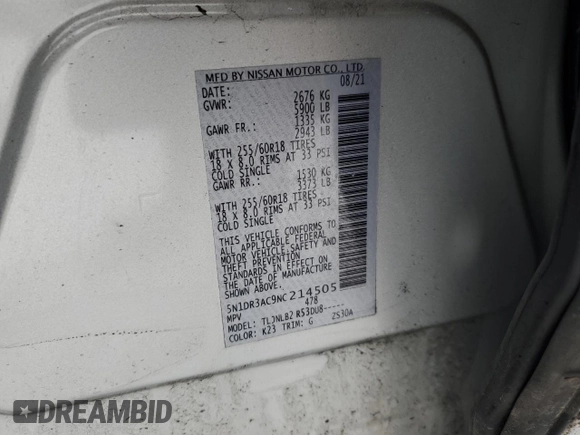 MFD BY NISSAN MOTOR CO., LTD.
DATE: 08/21
GVWR: 2676 KG
5900 LB
GAWR FR.: 1335 KG
2943 LB
WITH 255/60R18 TIRES
18 X 8.0 RIMS AT 33 PSI
COLD SINGLE
GAWR RR.: 1530 KG
3373 LB
WITH 255/60R18 TIRES
18 X 8.0 RIMS AT 33 PSI
COLD SINGLE
THIS VEHICLE CONFORMS TO
ALL APPLICABLE FEDERAL
MOTOR VEHICLE SAFETY AND
THEFT PREVENTION
STANDARDS IN EFFECT ON
THE DATE OF MANUFACTURE
SHOWN ABOVE.
5N1DR3AC9NC214505
MPV 478
MODEL: R53DU8-----
COLOR: K23 TRIM: G ZS30A
DREAMBID